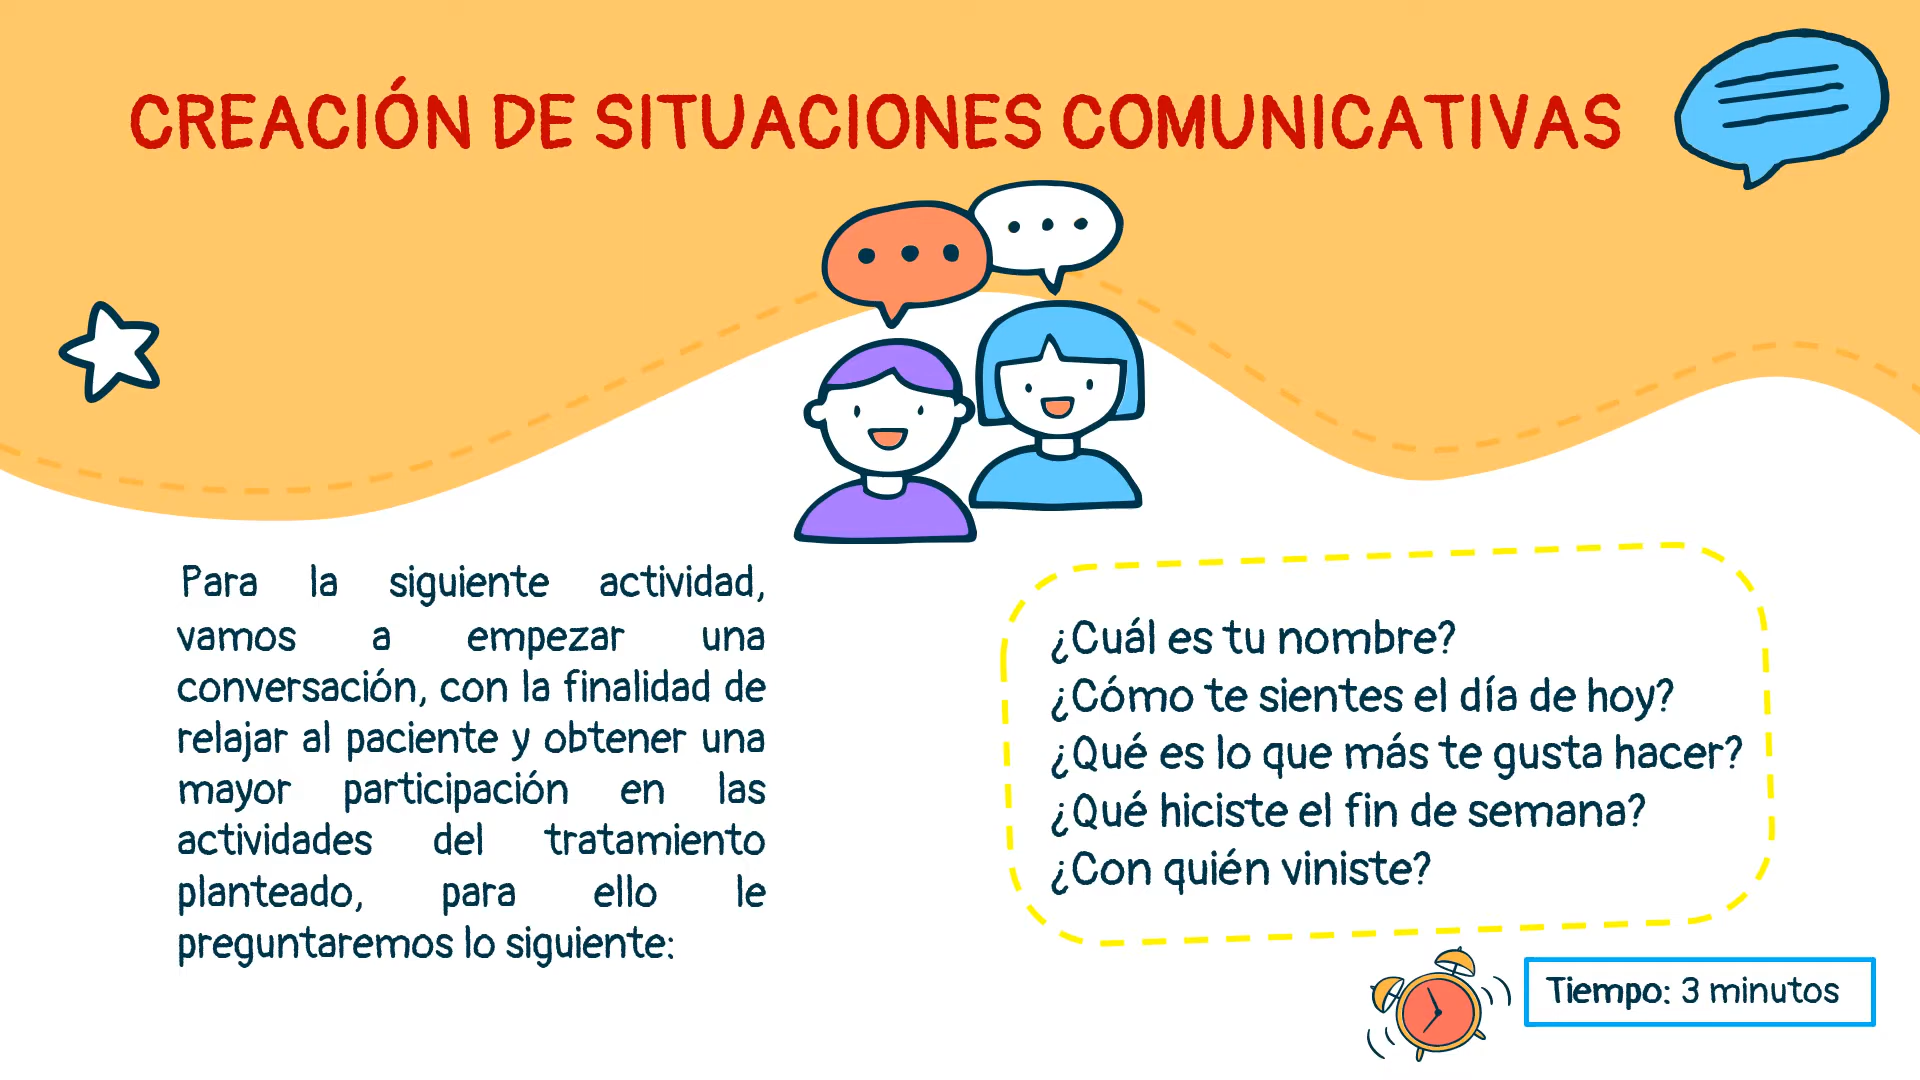 CREACIÓN DE SITUACIONES COMUNICATIVAS
Para la siguiente actividad,
vamos a empezar una
conversación, con la finalidad de
relajar al paciente y obtener una
mayor participación en las
actividades del tratamiento
planteado, para ello le
preguntaremos lo siguiente:
¿Cuál es tu nombre?
¿Cómo te sientes el día de hoy?
¿Qué es lo que más te gusta hacer?
¿Qué hiciste el fin de semana?
¿Con quién viniste?
Tiempo: 3 minutos